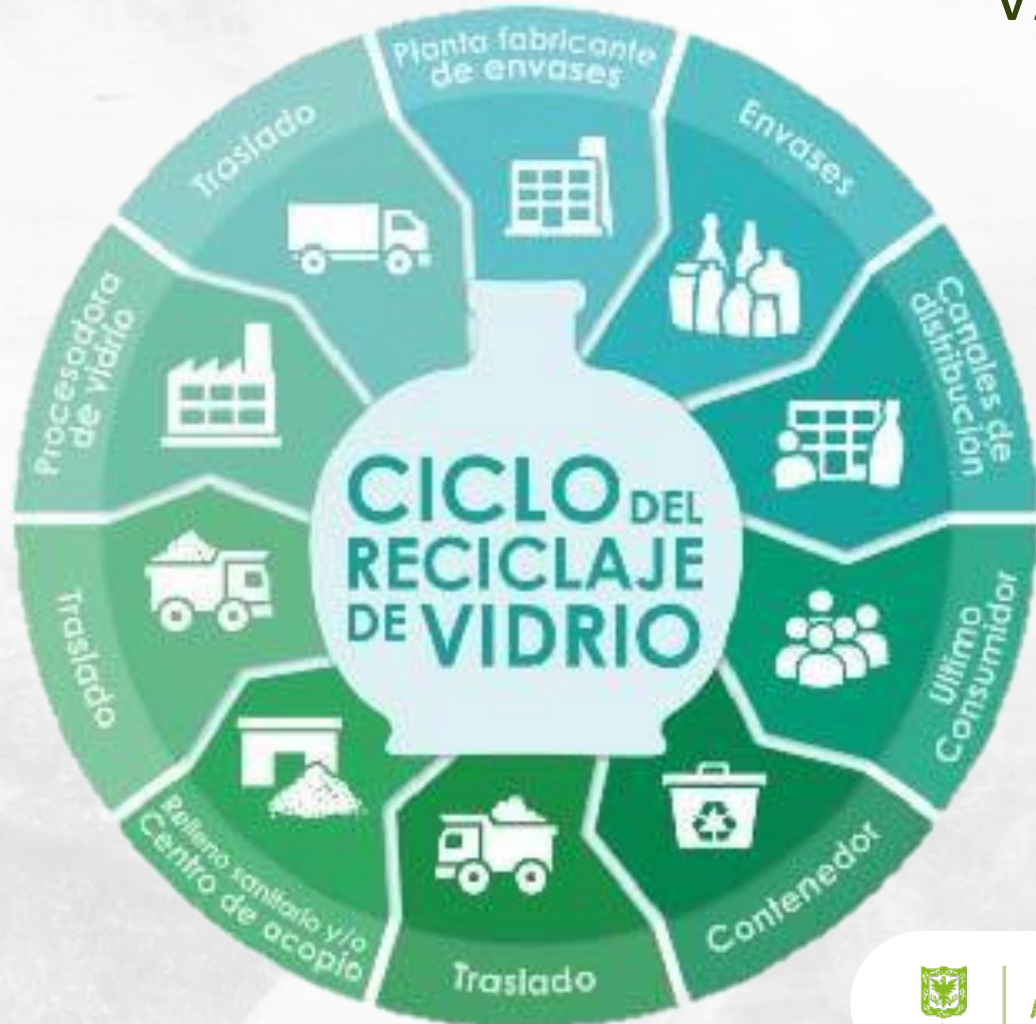 CICLO DEL
RECICLAJE
DE VIDRIO
Planta fabricante
de envases
Envases
Canales de
distribución
Último
Consumidor
Contenedor
Traslado
Relleno sanitario y/o
Centro de acopio
Traslado
Procesadora
de vidrio
Traslado